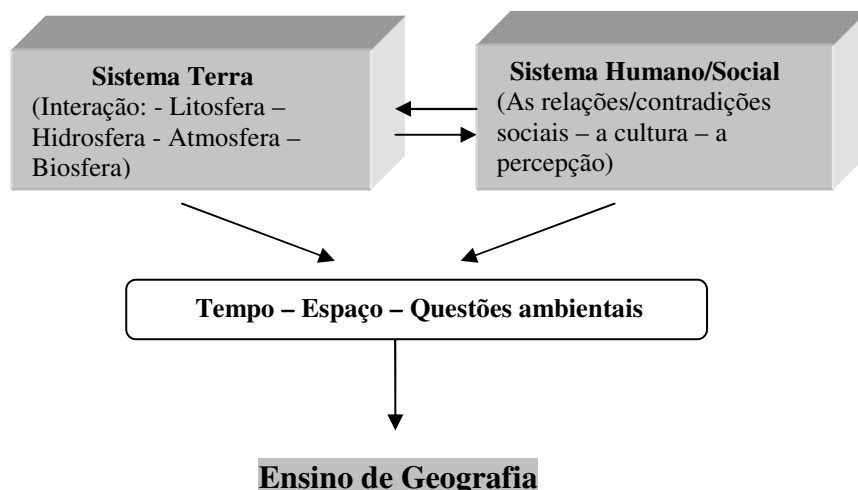 Sistema Terra
(Interação: - Litosfera –
Hidrosfera - Atmosfera –
Biosfera)
Sistema Humano/Social
(As relações/contradições
sociais – a cultura – a
percepção)
Tempo – Espaço – Questões ambientais
Ensino de Geografia